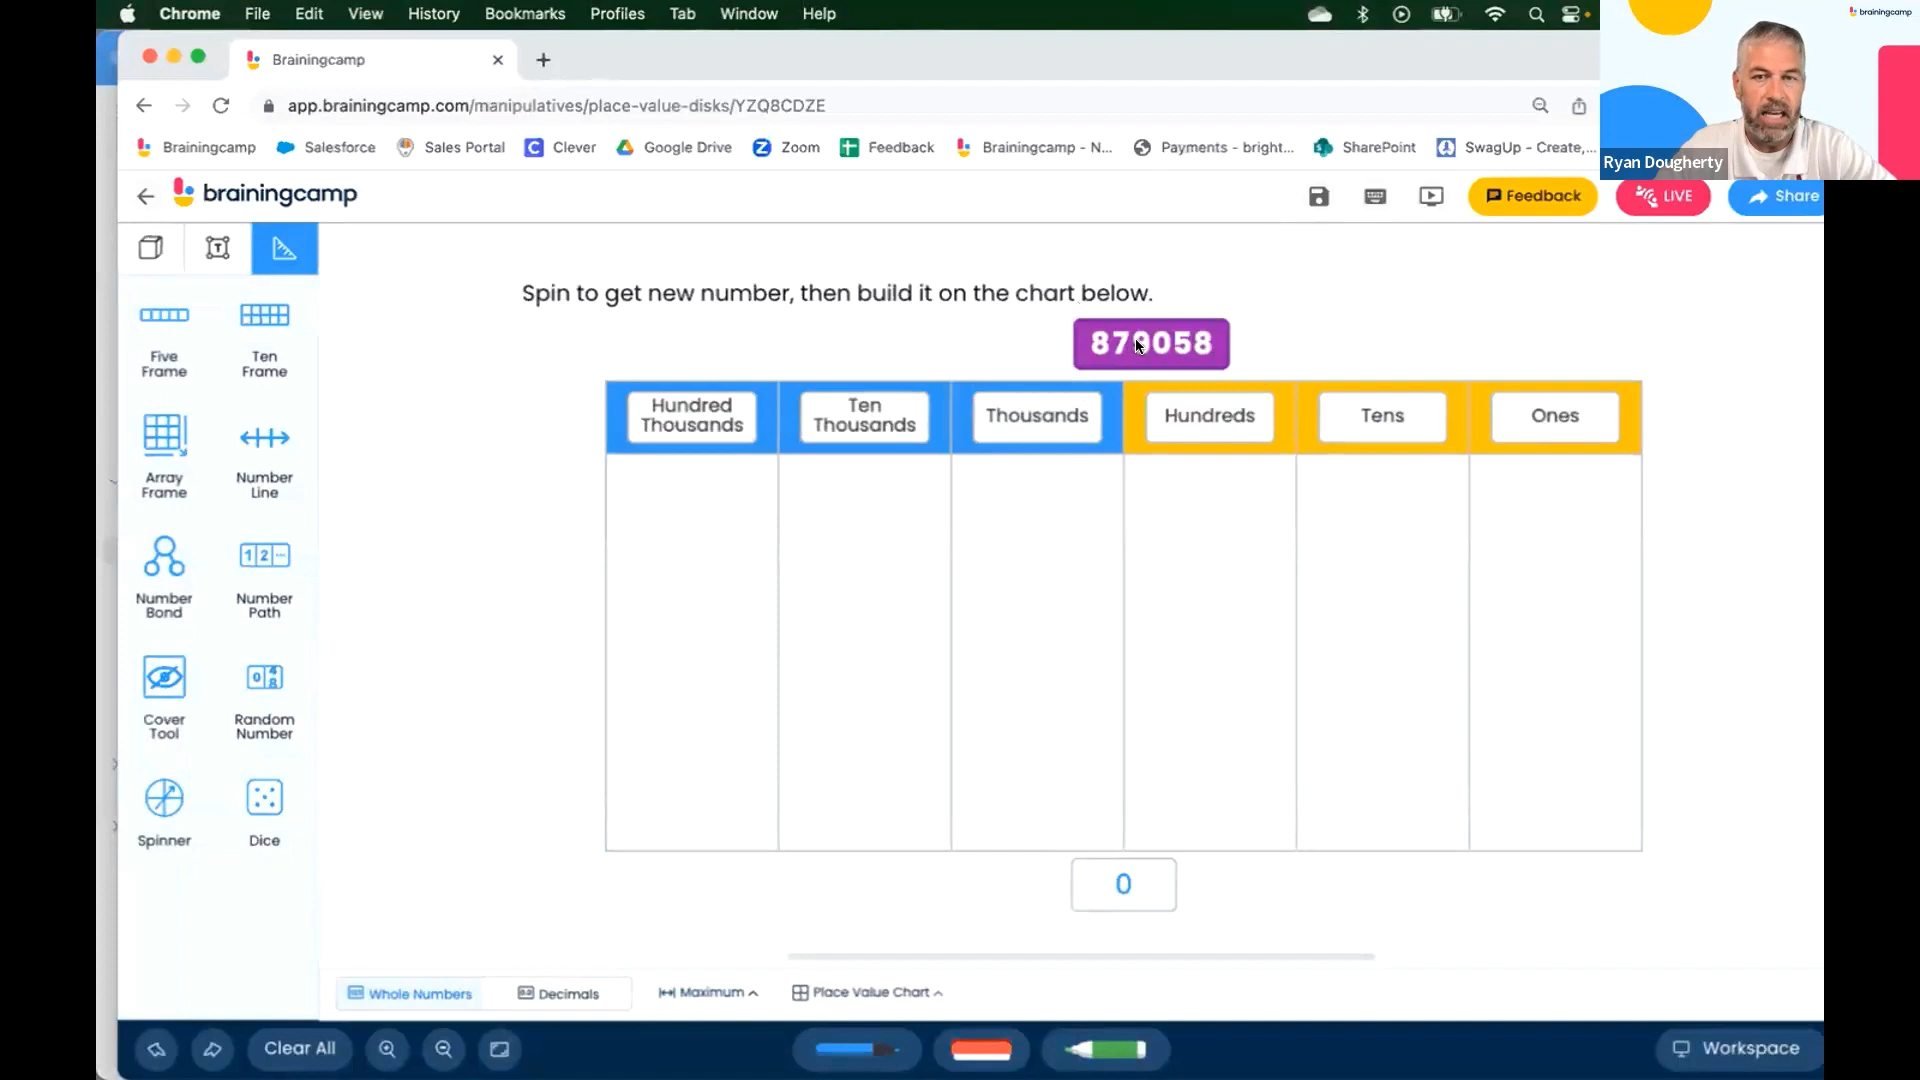 Chrome File Edit View History Bookmarks Profiles Tab Window Help
brainingcamp
Brainingcamp
app.brainingcamp.com/manipulatives/place-value-disks/YZQ8CDZE
Brainingcamp Salesforce Sales Portal Clever Google Drive Zoom Feedback Brainingcamp - N... Payments - bright... SharePoint SwagUp - Create,...
Ryan Dougherty
brainingcamp
Feedback LIVE Share
Spin to get new number, then build it on the chart below.
Five Frame
Ten Frame
Array Frame
Number Line
Number Bond
Number Path
Cover Tool
Random Number
Spinner
Dice
Hundred Thousands
Ten Thousands
Thousands
Hundreds
Tens
Ones
0
Whole Numbers Decimals Maximum Place Value Chart
Clear All
Workspace